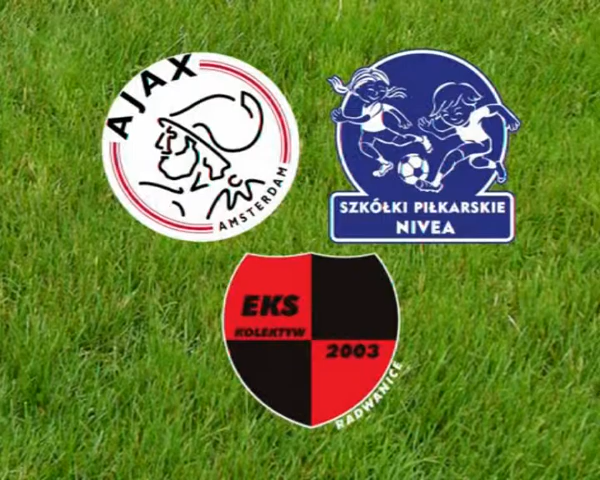 AJAX
AMSTERDAM
SZKÓŁKI PIŁKARSKIE
NIVEA
EKS
KOLEKTYW
2003
RADWANICE